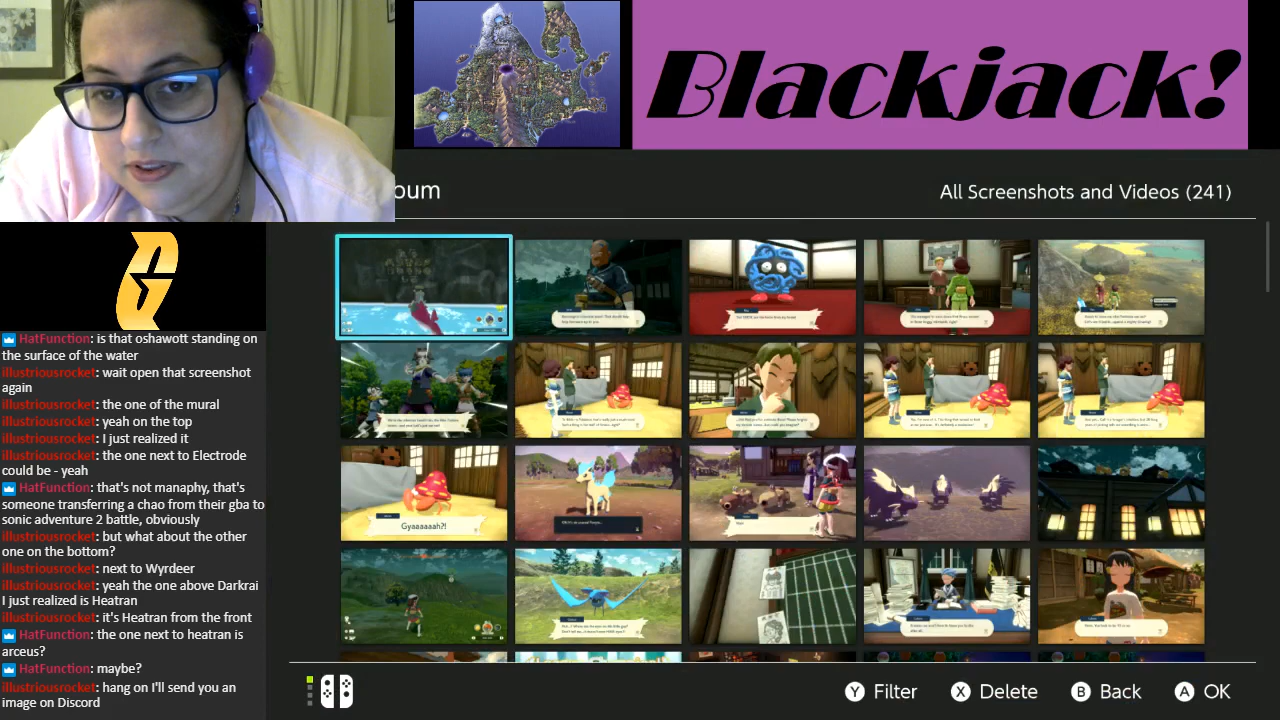 Blackjack!
bum
All Screenshots and Videos (241)
HatFunction: is that oshawott standing on
the surface of the water
illustriousrocket: wait open that screenshot
again
illustriousrocket: the one of the mural
illustriousrocket: yeah on the top
illustriousrocket: I just realized it
illustriousrocket: the one next to Electrode
could be - yeah
HatFunction: that's not manaphy, that's
someone transferring a chao from their gba to
sonic adventure 2 battle, obviously
illustriousrocket: but what about the other
one on the bottom?
illustriousrocket: next to Wyrdeer
illustriousrocket: yeah the one above Darkrai
I just realized is Heatran
illustriousrocket: it's Heatran from the front
HatFunction: the one next to heatran is
arceus?
HatFunction: maybe?
illustriousrocket: hang on I'll send you an
image on Discord
Gyaaaaaah?!
Y Filter
X Delete
B Back
A OK